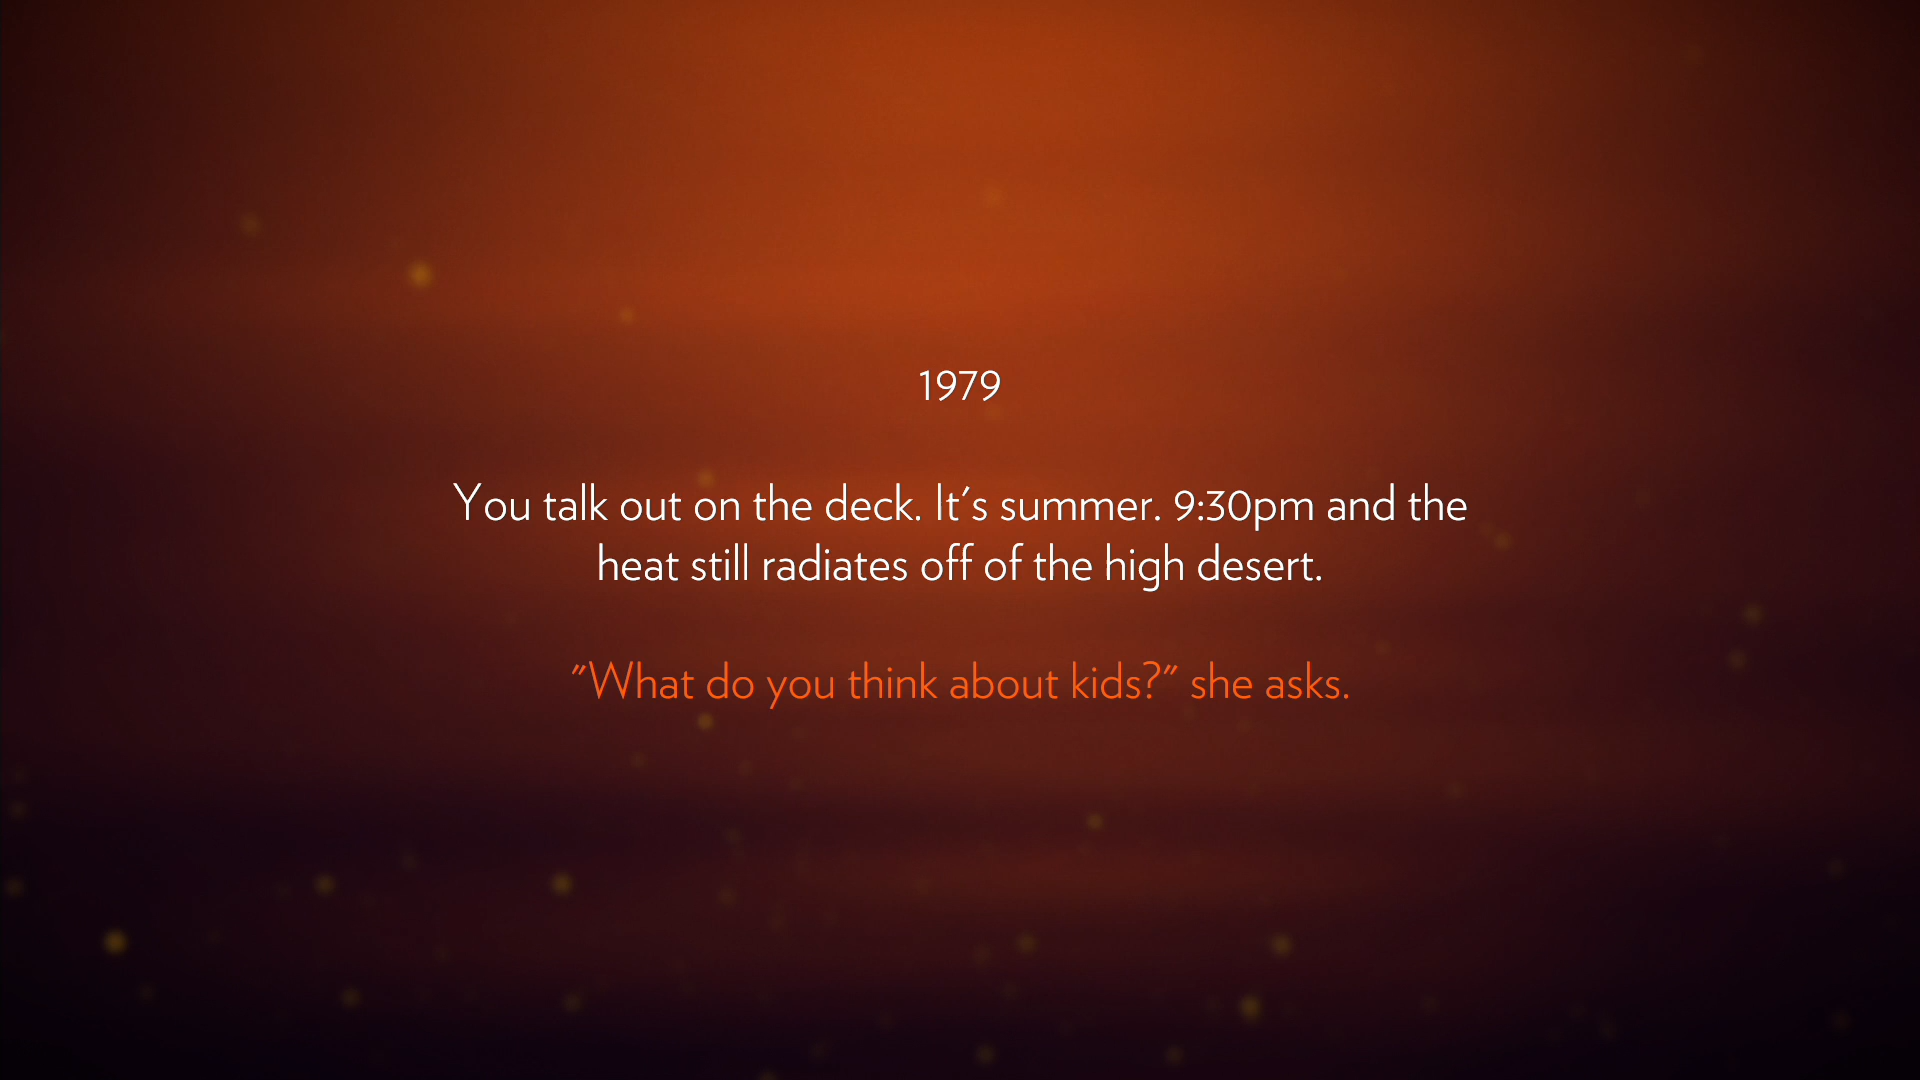 1979
You talk out on the deck. It's summer. 9:30pm and the
heat still radiates off of the high desert.
"What do you think about kids?" she asks.